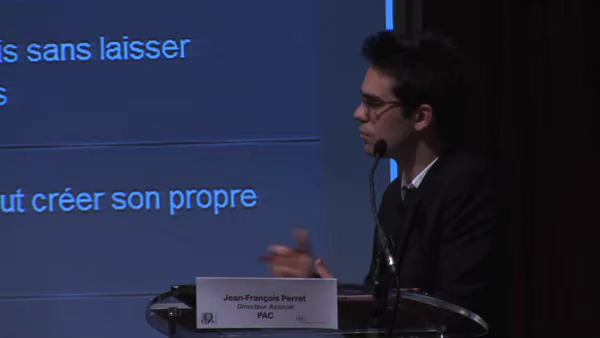 is sans laisser
s
ut créer son propre
Jean-François Perret
Directeur Associé
PAC